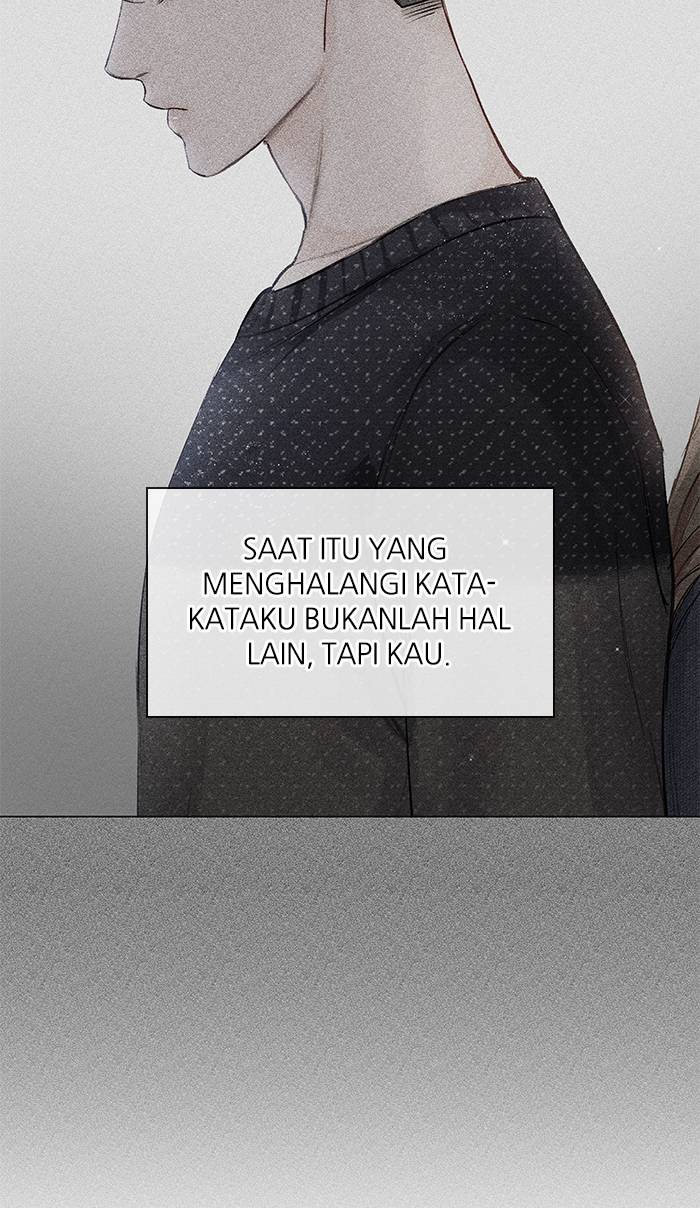 SAAT ITU YANG
MENGHALANGI KATA-
KATAKU BUKANLAH HAL
LAIN, TAPI KAU.